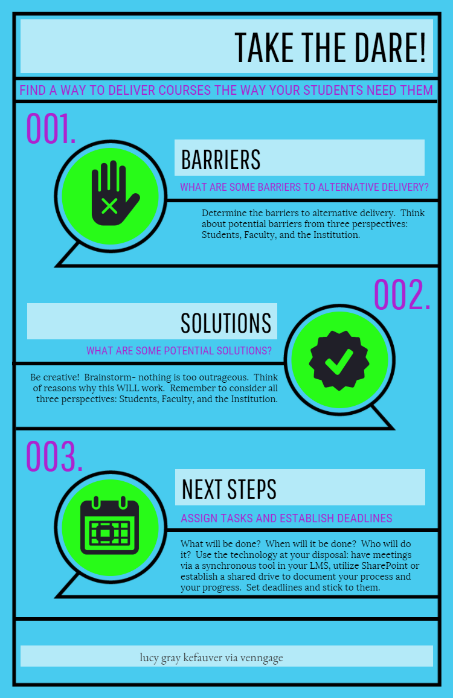 TAKE THE DARE!
FIND A WAY TO DELIVER COURSES THE WAY YOUR STUDENTS NEED THEM
001.
BARRIERS
WHAT ARE SOME BARRIERS TO ALTERNATIVE DELIVERY?
Determine the barriers to alternative delivery. Think
about potential barriers from three perspectives:
Students, Faculty, and the Institution.
002.
SOLUTIONS
WHAT ARE SOME POTENTIAL SOLUTIONS?
Be creative! Brainstorm- nothing is too outrageous. Think
of reasons why this WILL work. Remember to consider all
three perspectives: Students, Faculty, and the Institution.
003.
NEXT STEPS
ASSIGN TASKS AND ESTABLISH DEADLINES
What will be done? When will it be done? Who will do
it? Use the technology at your disposal: have meetings
via a synchronous tool in your LMS, utilize SharePoint or
establish a shared drive to document your process and
your progress. Set deadlines and stick to them.
lucy gray kefauver via venngage